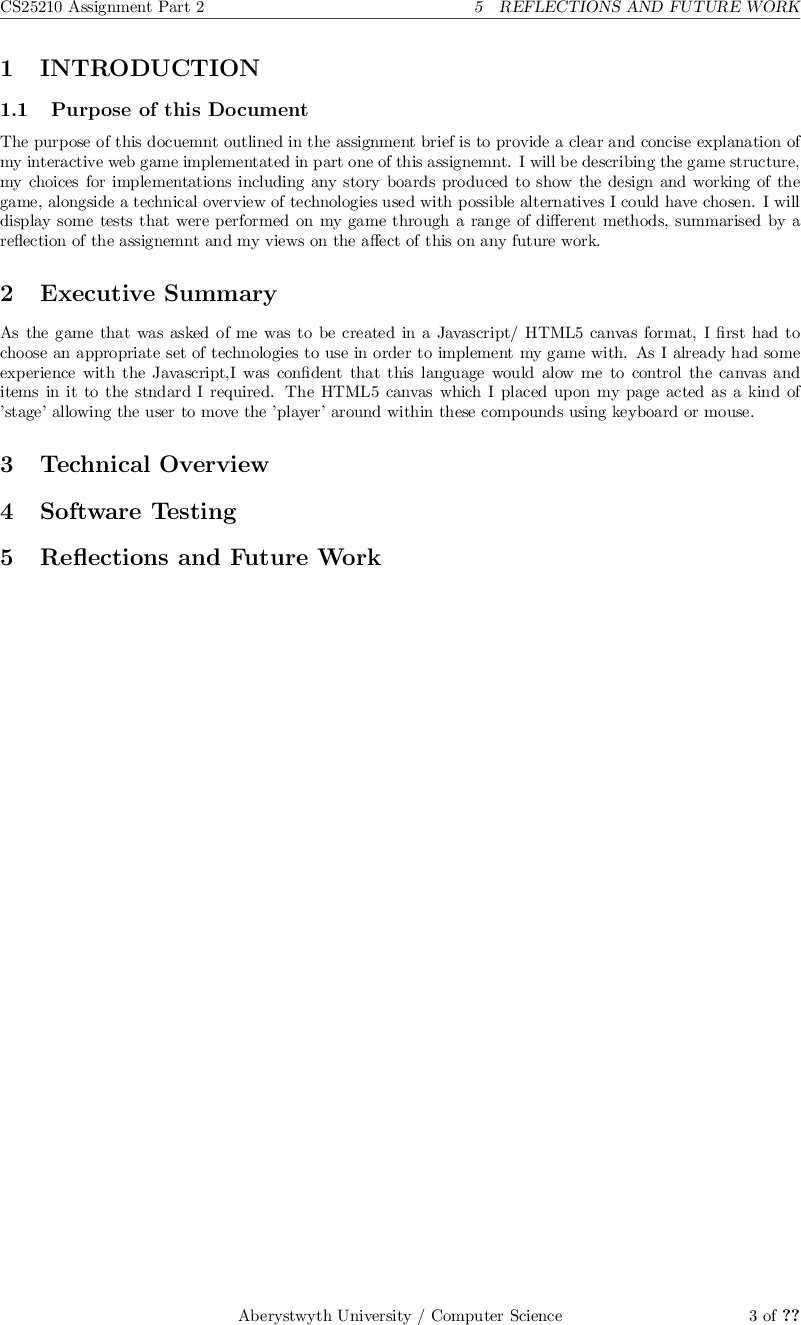 CS25210 Assignment Part 2 5 REFLECTIONS AND FUTURE WORK
1 INTRODUCTION
1.1 Purpose of this Document
The purpose of this docuemnt outlined in the assignment brief is to provide a clear and concise explanation of
my interactive web game implementated in part one of this assignemnt. I will be describing the game structure,
my choices for implementations including any story boards produced to show the design and working of the
game, alongside a technical overview of technologies used with possible alternatives I could have chosen. I will
display some tests that were performed on my game through a range of different methods, summarised by a
reflection of the assignemnt and my views on the affect of this on any future work.
2 Executive Summary
As the game that was asked of me was to be created in a Javascript/ HTML5 canvas format, I first had to
choose an appropriate set of technologies to use in order to implement my game with. As I already had some
experience with the Javascript,I was confident that this language would alow me to control the canvas and
items in it to the stndard I required. The HTML5 canvas which I placed upon my page acted as a kind of
’stage’ allowing the user to move the ’player’ around within these compounds using keyboard or mouse.
3 Technical Overview
4 Software Testing
5 Reflections and Future Work
Aberystwyth University / Computer Science 3 of ??